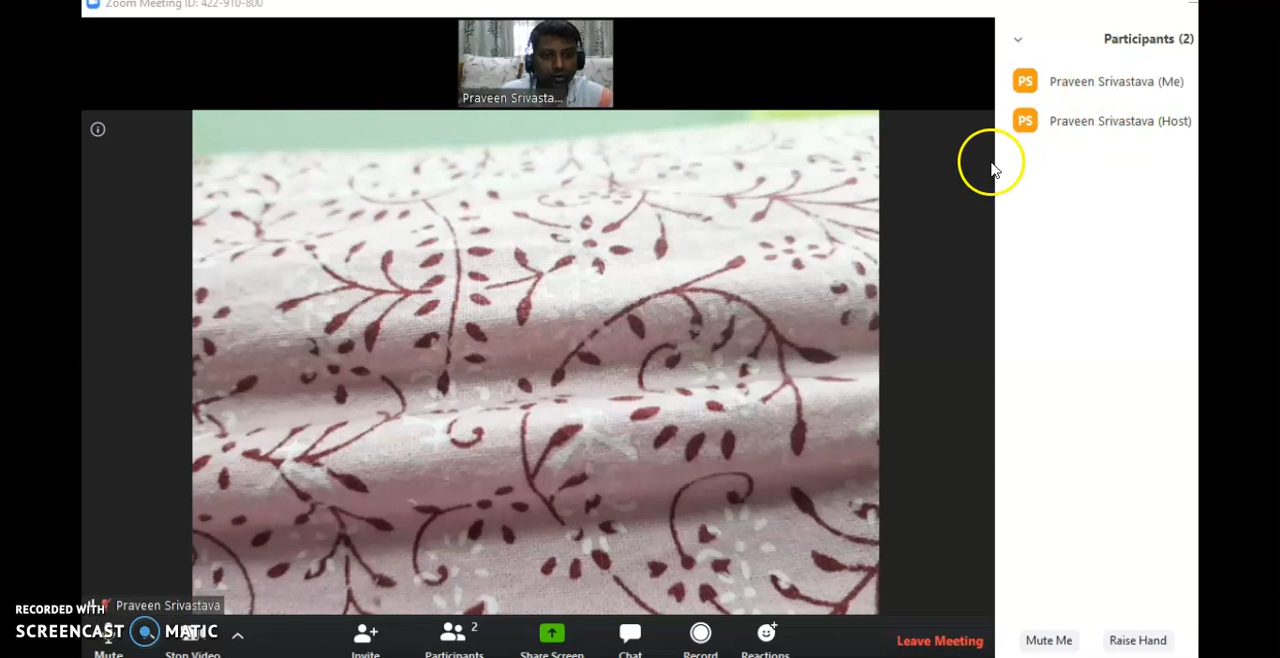 Zoom Meeting ID: 422-910-800
Participants (2)
PS Praveen Srivastava (Me)
PS Praveen Srivastava (Host)
Praveen Srivasta...
Praveen Srivastava
RECORDED WITH
SCREENCAST MATIC
Mute
Stop Video
Invite
Participants 2
Share Screen
Chat
Record
Reactions
Leave Meeting
Mute Me
Raise Hand